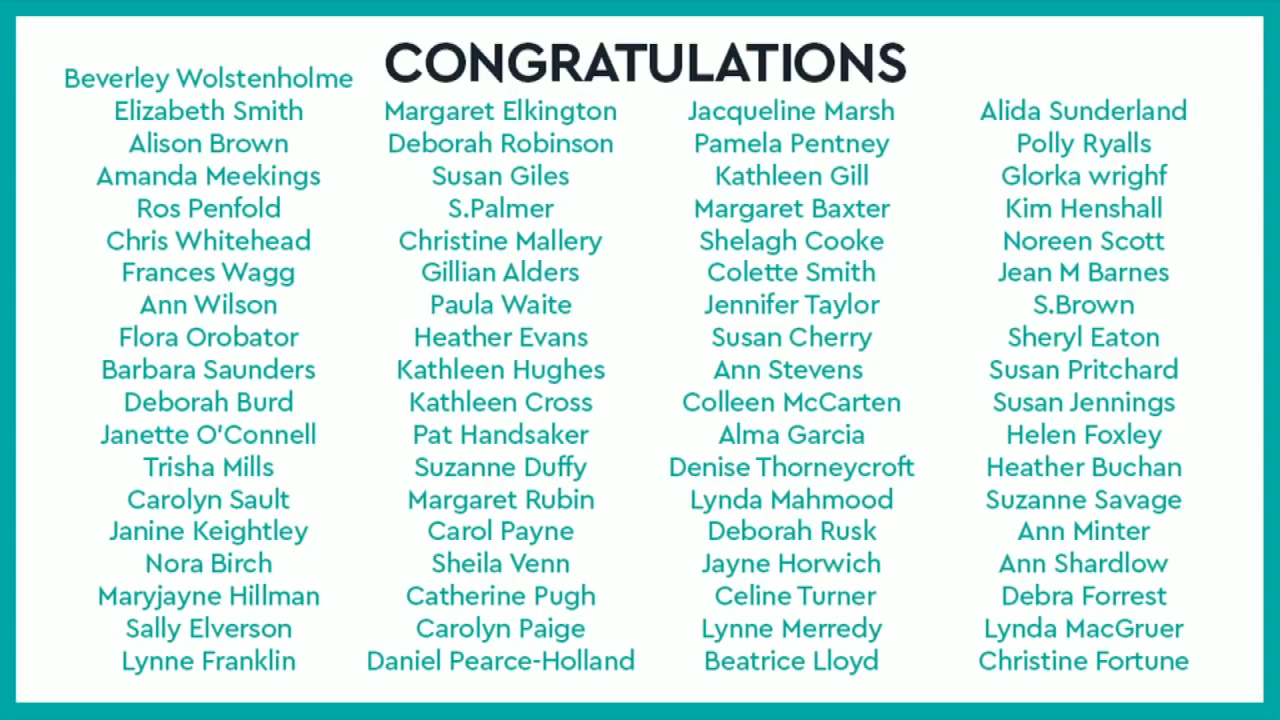 CONGRATULATIONS
Beverley Wolstenholme
Elizabeth Smith
Alison Brown
Amanda Meekings
Ros Penfold
Chris Whitehead
Frances Wagg
Ann Wilson
Flora Orobator
Barbara Saunders
Deborah Burd
Janette O'Connell
Trisha Mills
Carolyn Sault
Janine Keightley
Nora Birch
Maryjayne Hillman
Sally Elverson
Lynne Franklin
Margaret Elkington
Deborah Robinson
Susan Giles
S.Palmer
Christine Mallery
Gillian Alders
Paula Waite
Heather Evans
Kathleen Hughes
Kathleen Cross
Pat Handsaker
Suzanne Duffy
Margaret Rubin
Carol Payne
Sheila Venn
Catherine Pugh
Carolyn Paige
Daniel Pearce-Holland
Jacqueline Marsh
Pamela Pentney
Kathleen Gill
Margaret Baxter
Shelagh Cooke
Colette Smith
Jennifer Taylor
Susan Cherry
Ann Stevens
Colleen McCarten
Alma Garcia
Denise Thorneycroft
Lynda Mahmood
Deborah Rusk
Jayne Horwich
Celine Turner
Lynne Merredy
Beatrice Lloyd
Alida Sunderland
Polly Ryalls
Glorka wrighf
Kim Henshall
Noreen Scott
Jean M Barnes
S.Brown
Sheryl Eaton
Susan Pritchard
Susan Jennings
Helen Foxley
Heather Buchan
Suzanne Savage
Ann Minter
Ann Shardlow
Debra Forrest
Lynda MacGruer
Christine Fortune